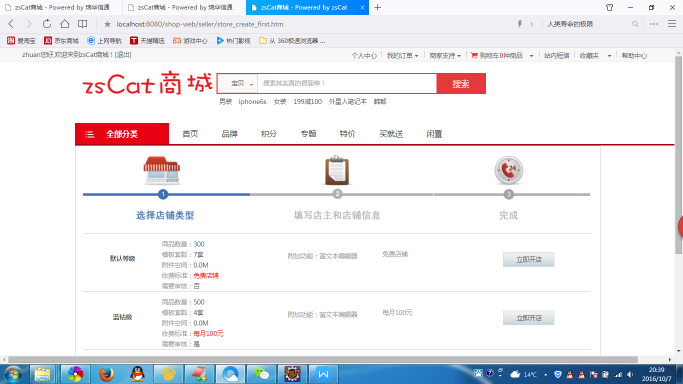 zsCat商城 - Powered by 锦华信通
zsCat商城 - Powered by 锦华信通
zsCat商城 - Powered by zsCat
localhost:8080/shop-web/seller/store_create_first.htm
人类寿命的极限
爱淘宝 京东商城 上网导航 天猫精选 游戏中心 热门影视 从 360极速浏览器 ...
zhuan您好,欢迎来到zsCat商城![退出]
个人中心 我的订单 商家支持 购物车0种商品 站内短信 收藏夹 帮助中心
zsCat商城
宝贝 搜索其实真的很简单！ 搜索
男装 iphone6s 女装 199减100 外星人笔记本 韩都
全部分类 首页 品牌 积分 专题 特价 买就送 闲置
1 2 3
选择店铺类型 填写店主和店铺信息 完成
默认等级
商品数量：300
模板套数：7套
附件空间：0.0M
收费标准：免费店铺
需要审核：否
附加功能：富文本编辑器
免费店铺
立即开店
蓝钻级
商品数量：500
模板套数：4套
附件空间：0.0M
收费标准：每月100元
需要审核：是
附加功能：富文本编辑器
每月100元
立即开店
14℃
20:39
2016/10/7